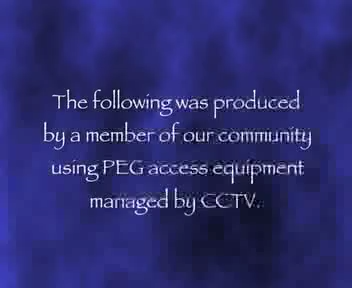 The following was produced
by a member of our community
using PEG access equipment
managed by CCTV.